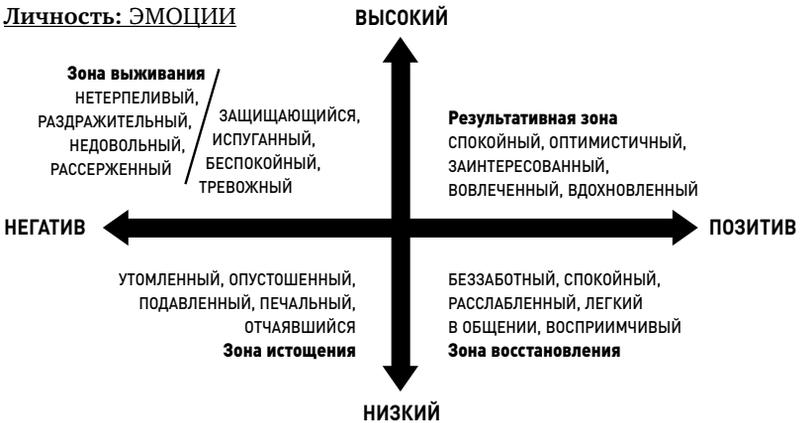 Личность: ЭМОЦИИ
ВЫСОКИЙ
Зона выживания
НЕТЕРПЕЛИВЫЙ,
РАЗДРАЖИТЕЛЬНЫЙ,
НЕДОВОЛЬНЫЙ,
РАССЕРЖЕННЫЙ
ЗАЩИЩАЮЩИЙСЯ,
ИСПУГАННЫЙ,
БЕСПОКОЙНЫЙ,
ТРЕВОЖНЫЙ
Результативная зона
СПОКОЙНЫЙ, ОПТИМИСТИЧНЫЙ,
ЗАИНТЕРЕСОВАННЫЙ,
ВОВЛЕЧЕННЫЙ, ВДОХНОВЛЕННЫЙ
НЕГАТИВ
ПОЗИТИВ
УТОМЛЕННЫЙ, ОПУСТОШЕННЫЙ,
ПОДАВЛЕННЫЙ, ПЕЧАЛЬНЫЙ,
ОТЧАЯВШИЙСЯ
Зона истощения
БЕЗЗАБОТНЫЙ, СПОКОЙНЫЙ,
РАССЛАБЛЕННЫЙ, ЛЕГКИЙ
В ОБЩЕНИИ, ВОСПРИИМЧИВЫЙ
Зона восстановления
НИЗКИЙ